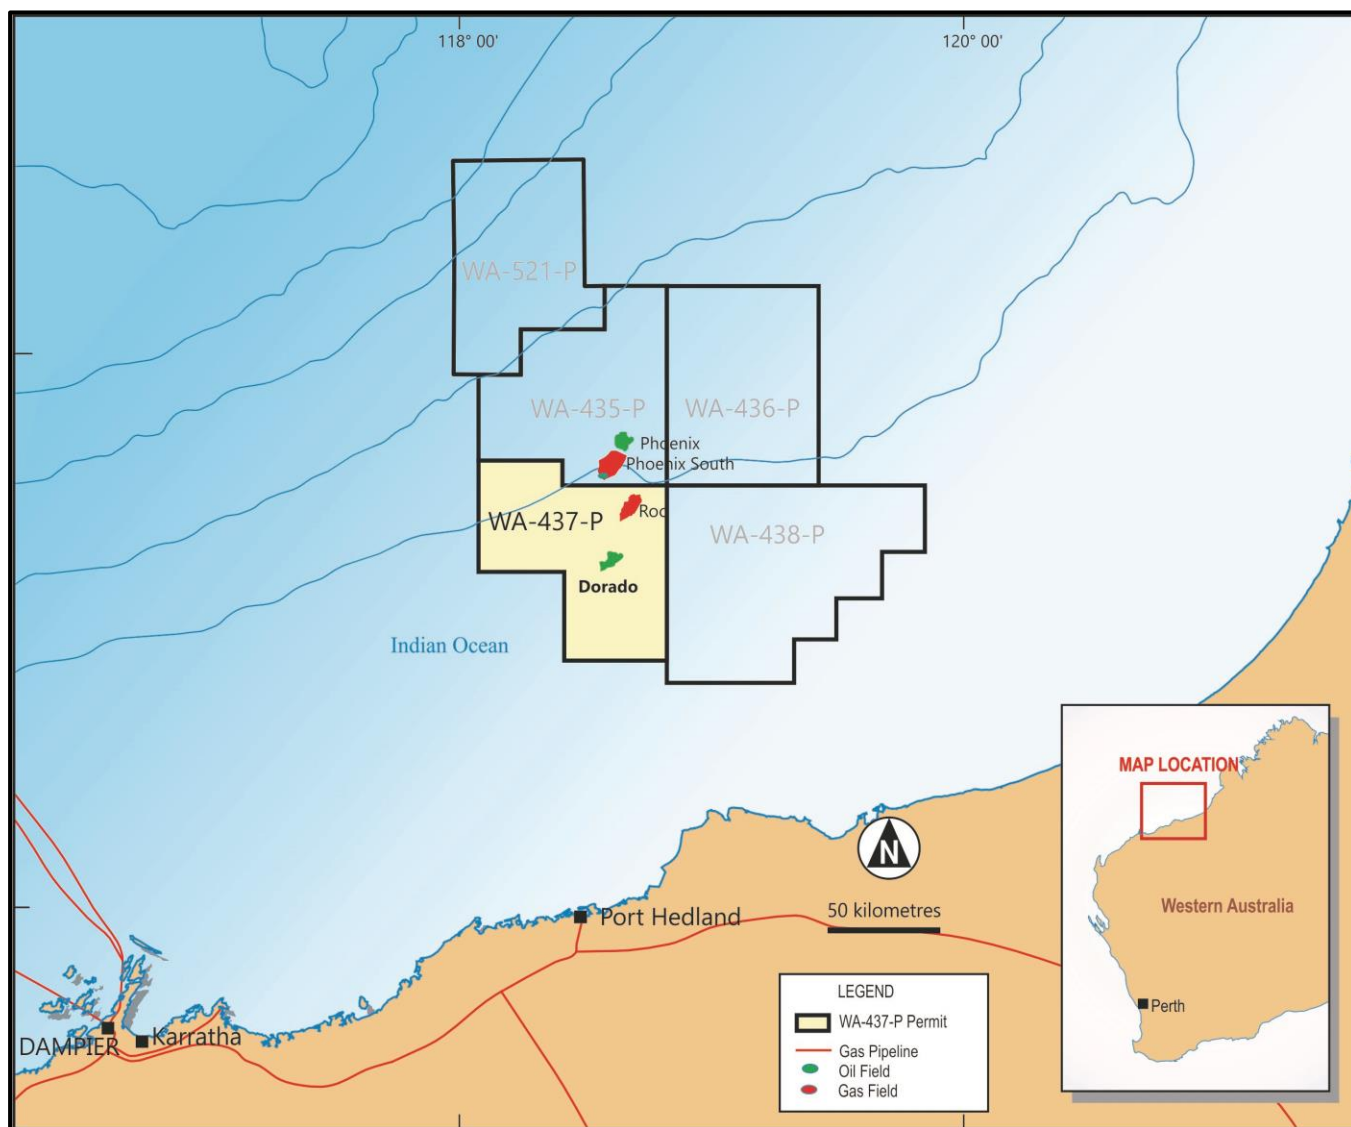 118° 00'
120° 00'
WA-521-P
WA-435-P
WA-436-P
Phoenix
Phoenix South
Roc
WA-437-P
WA-438-P
Dorado
Indian Ocean
MAP LOCATION
Western Australia
Perth
N
50 kilometres
Port Hedland
LEGEND
WA-437-P Permit
Gas Pipeline
Oil Field
Gas Field
Karratha
DAMPIER